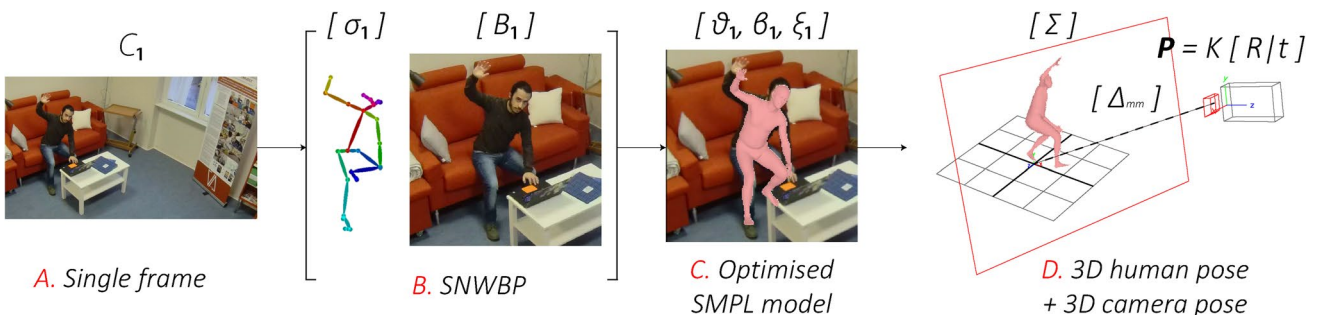 C₁
[ σ₁ ]
[ B₁ ]
[ ϑ₁, β₁, ξ₁ ]
[ Σ ]
P = K [ R|t ]
[ Δmm ]
y
z
A. Single frame
B. SNWBP
C. Optimised
SMPL model
D. 3D human pose
+ 3D camera pose